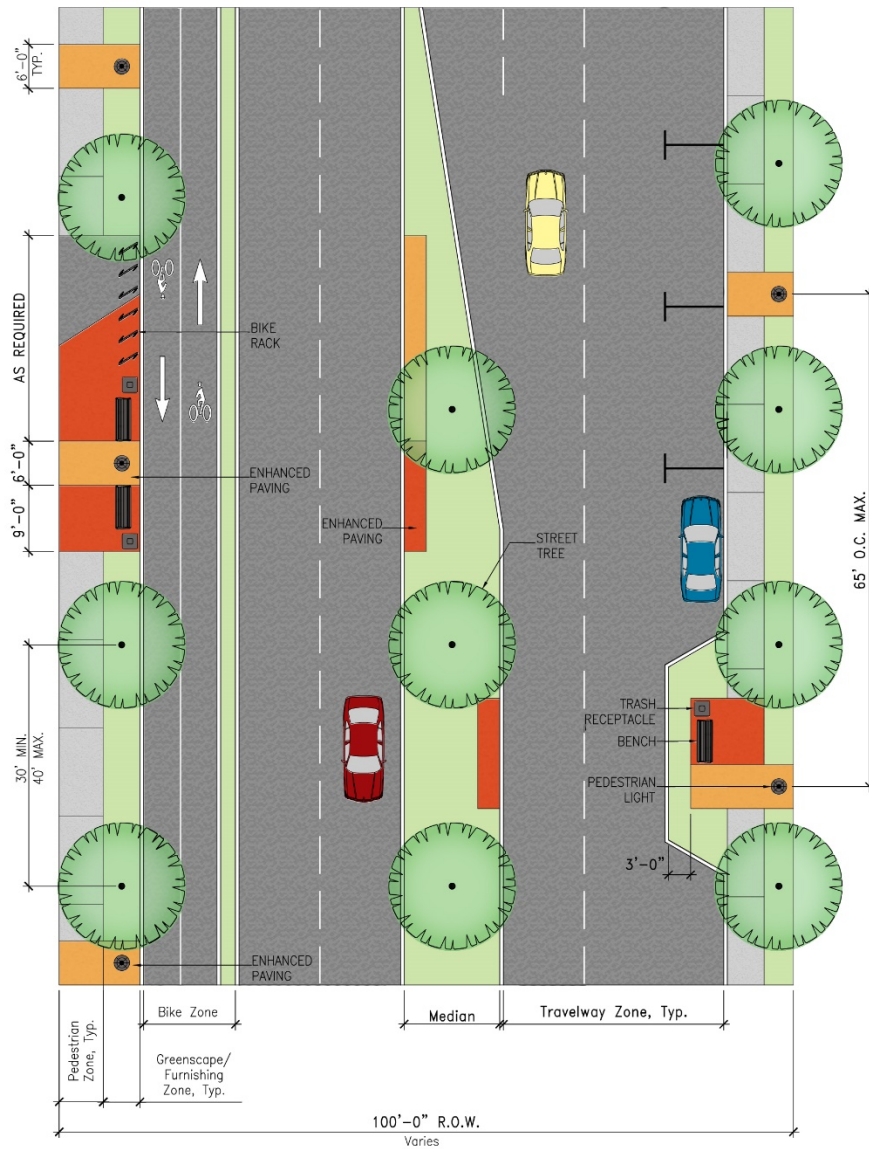 6'-0"
TYP.
AS REQUIRED
BIKE
RACK
6'-0"
ENHANCED
PAVING
9'-0"
ENHANCED
PAVING
STREET
TREE
65' O.C. MAX.
30' MIN.
40' MAX.
TRASH
RECEPTACLE
BENCH
PEDESTRIAN
LIGHT
3'-0"
ENHANCED
PAVING
Pedestrian
Zone, Typ.
Bike Zone
Greenscape/
Furnishing
Zone, Typ.
Median
Travelway Zone, Typ.
100'-0" R.O.W.
Varies